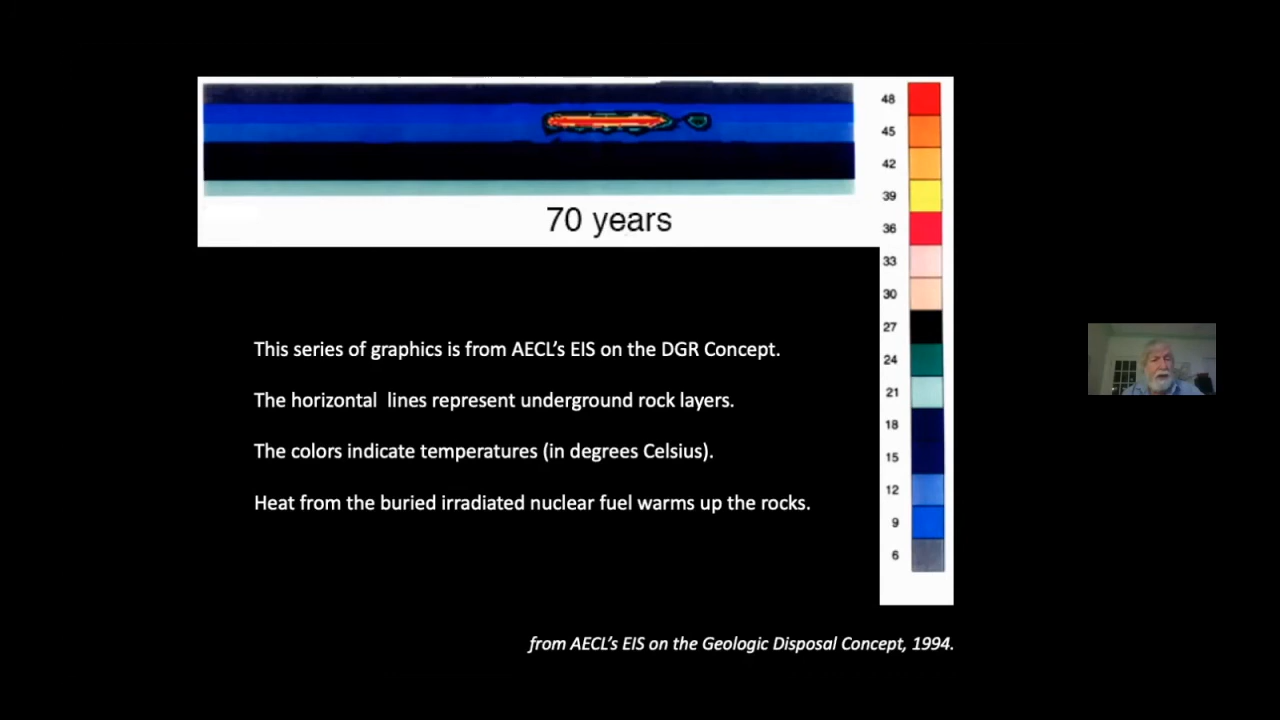 48
45
42
39
70 years
36
33
30
27
24
21
18
15
12
9
6
This series of graphics is from AECL's EIS on the DGR Concept.
The horizontal lines represent underground rock layers.
The colors indicate temperatures (in degrees Celsius).
Heat from the buried irradiated nuclear fuel warms up the rocks.
from AECL's EIS on the Geologic Disposal Concept, 1994.